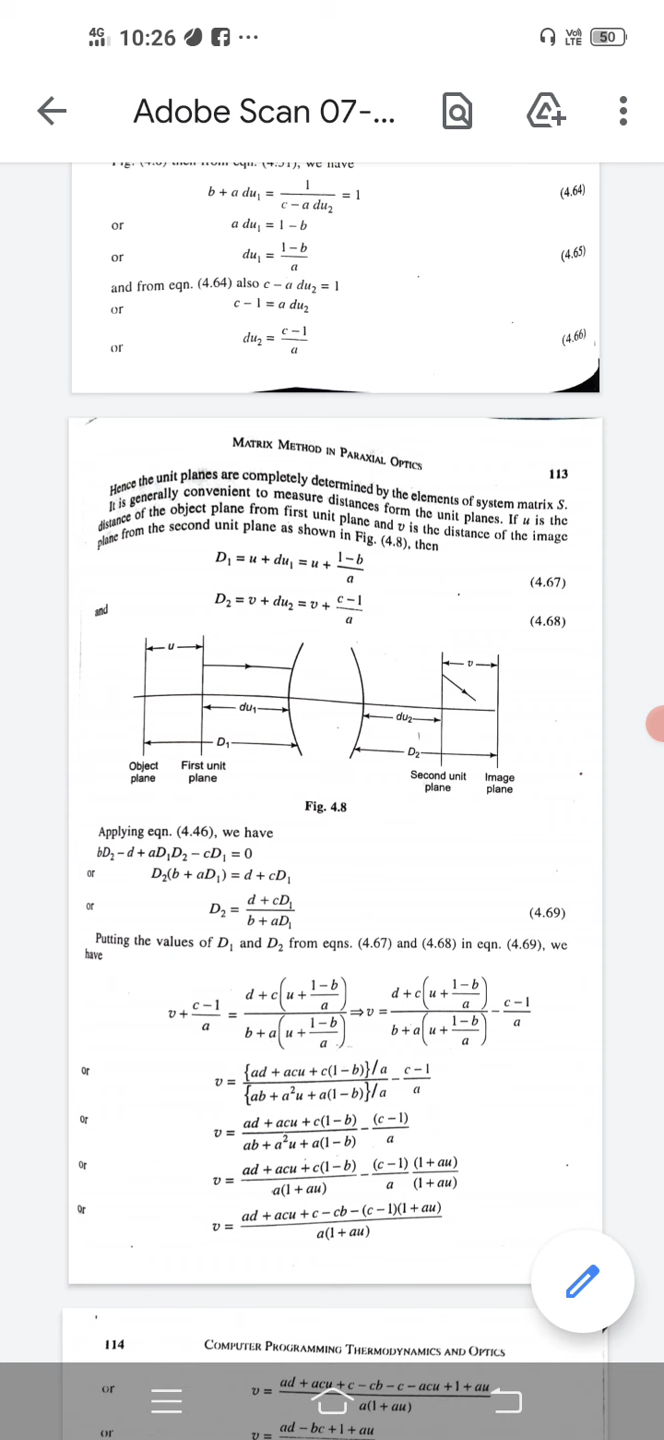 4G 10:26 ... Vo) LTE 50
Adobe Scan 07-...
b + a du₁ = 1/(c – a du₂) = 1 (4.64)
or a du₁ = 1 – b
or du₁ = (1–b)/a (4.65)
and from eqn. (4.64) also c – a du₂ = 1
or c – 1 = a du₂
or du₂ = (c–1)/a (4.66)
MATRIX METHOD IN PARAXIAL OPTICS 113
Hence the unit planes are completely determined by the elements of system matrix S.
It is generally convenient to measure distances form the unit planes. If u is the
distance of the object plane from first unit plane and v is the distance of the image
plane from the second unit plane as shown in Fig. (4.8), then
D₁ = u + du₁ = u + (1–b)/a (4.67)
and D₂ = v + du₂ = v + (c–1)/a (4.68)
u v
du₁ du₂
D₁ D₂
Object plane First unit plane Second unit plane Image plane
Fig. 4.8
Applying eqn. (4.46), we have
bD₂ – d + aD₁D₂ – cD₁ = 0
or D₂(b + aD₁) = d + cD₁
or D₂ = (d + cD₁)/(b + aD₁) (4.69)
Putting the values of D₁ and D₂ from eqns. (4.67) and (4.68) in eqn. (4.69), we
have
v + (c–1)/a = (d + c(u + (1–b)/a))/(b + a(u + (1–b)/a)) ⇒ v = (d + c(u + (1–b)/a))/(b + a(u + (1–b)/a)) – (c–1)/a
or v = ({ad + acu + c(1–b)}/a)/({ab + a²u + a(1–b)}/a) – (c–1)/a
or v = (ad + acu + c(1–b))/(ab + a²u + a(1–b)) – (c–1)/a
or v = (ad + acu + c(1–b))/(a(1 + au)) – (c–1)/a (1 + au)/(1 + au)
or v = (ad + acu + c – cb – (c–1)(1 + au))/(a(1 + au))
114 COMPUTER PROGRAMMING THERMODYNAMICS AND OPTICS
or v = (ad + acu + c – cb – c – acu + 1 + au)/(a(1 + au))
or v = ad – bc + 1 + au